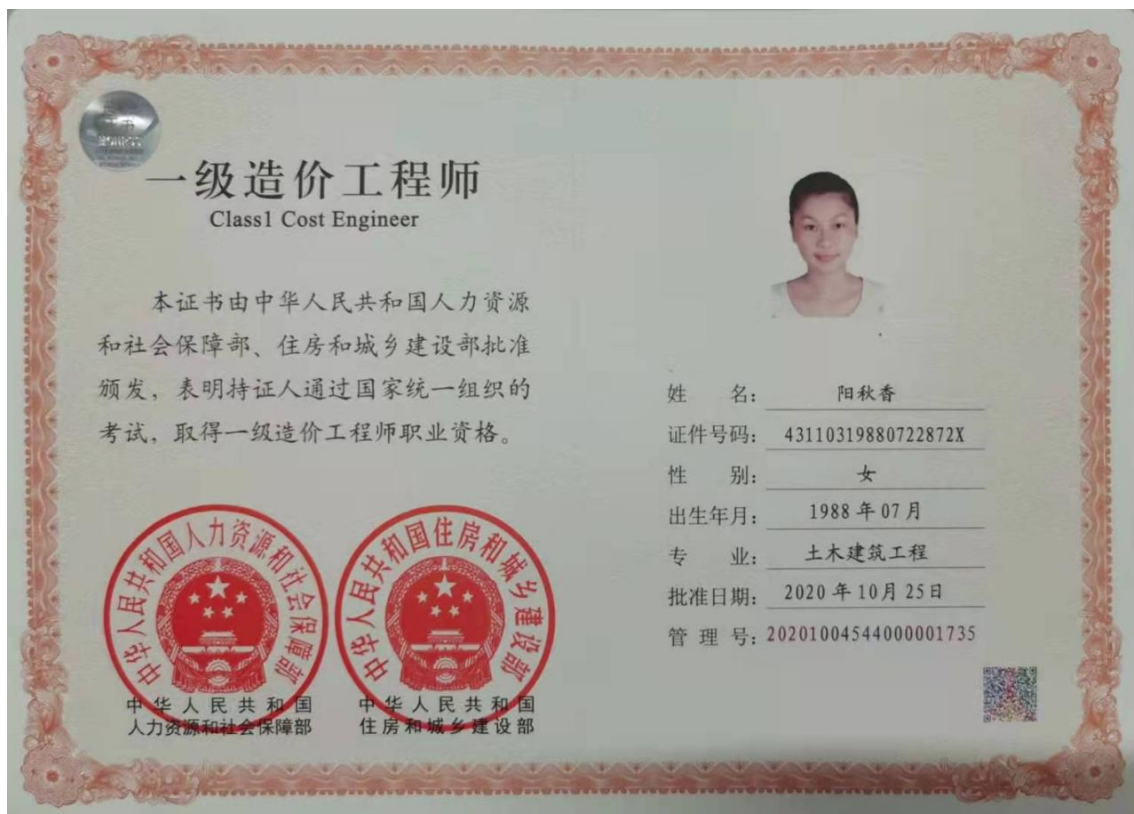 一级造价工程师
Class1 Cost Engineer
本证书由中华人民共和国人力资源
和社会保障部、住房和城乡建设部批准
颁发，表明持证人通过国家统一组织的
考试，取得一级造价工程师职业资格。
中华人民共和国人力资源和社会保障部
中华人民共和国住房和城乡建设部
中华人民共和国
人力资源和社会保障部
中华人民共和国
住房和城乡建设部
姓 名： 阳秋香
证件号码： 43110319880722872X
性 别： 女
出生年月： 1988 年 07 月
专 业： 土木建筑工程
批准日期： 2020 年 10 月 25 日
管 理 号： 20201004544000001735